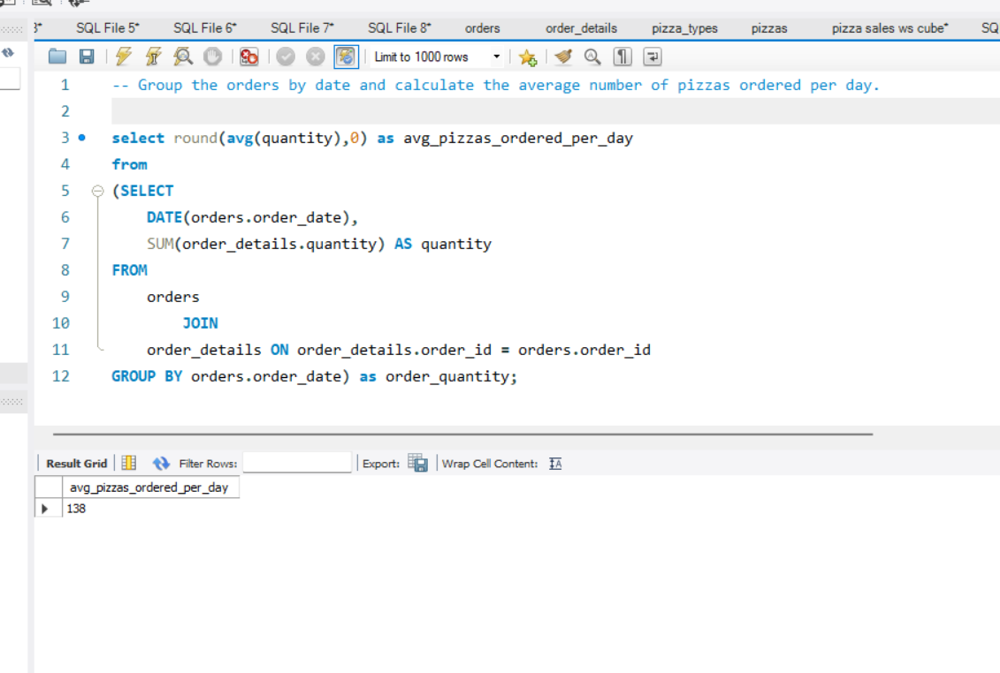 3* SQL File 5* SQL File 6* SQL File 7* SQL File 8* orders order_details pizza_types pizzas pizza sales ws cube* SQ
Limit to 1000 rows
1 -- Group the orders by date and calculate the average number of pizzas ordered per day.
2
3 select round(avg(quantity),0) as avg_pizzas_ordered_per_day
4 from
5 (SELECT
6 DATE(orders.order_date),
7 SUM(order_details.quantity) AS quantity
8 FROM
9 orders
10 JOIN
11 order_details ON order_details.order_id = orders.order_id
12 GROUP BY orders.order_date) as order_quantity;
Result Grid Filter Rows: Export: Wrap Cell Content: IA
avg_pizzas_ordered_per_day
138